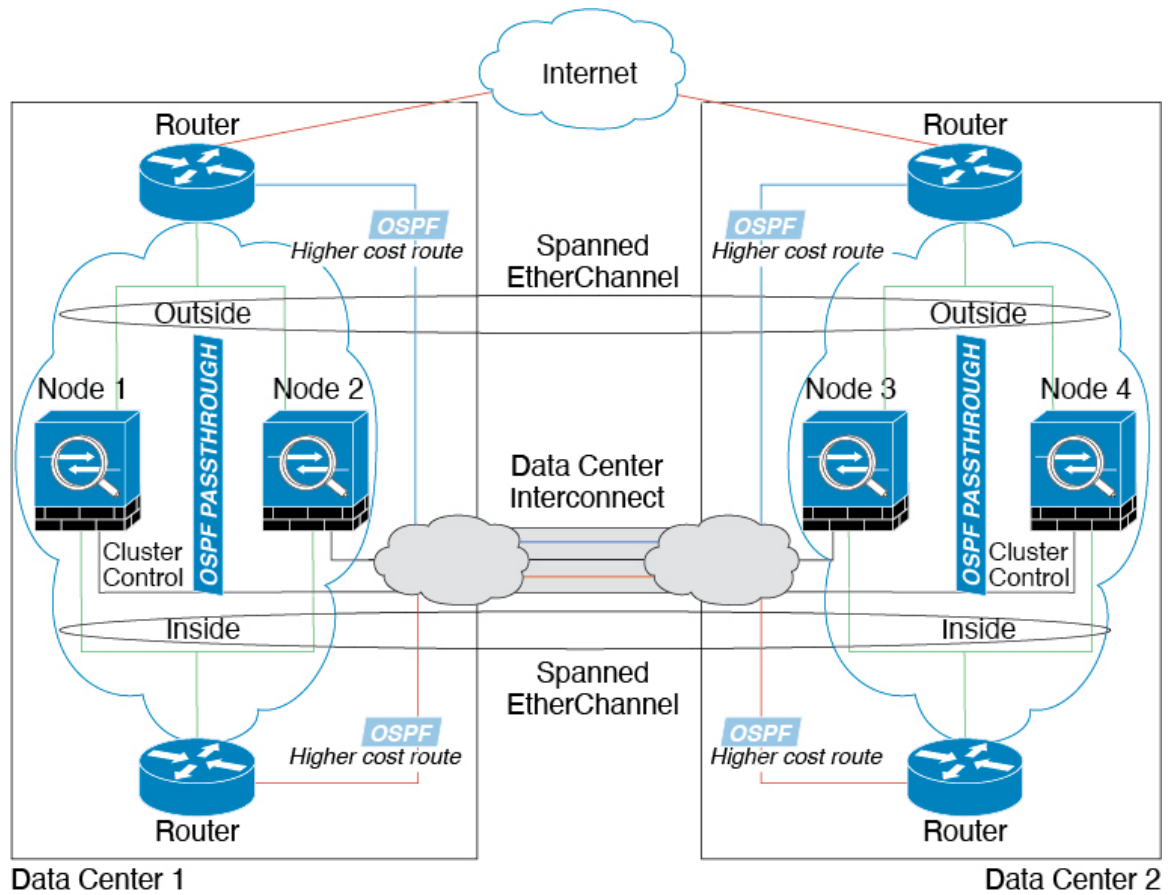 Internet
Router
Router
OSPF
Higher cost route
Spanned
EtherChannel
OSPF
Higher cost route
Outside
Outside
Node 1
Node 2
Node 3
Node 4
OSPF PASSTHROUGH
OSPF PASSTHROUGH
Data Center
Interconnect
Cluster
Control
Cluster
Control
Inside
Inside
Spanned
EtherChannel
OSPF
Higher cost route
OSPF
Higher cost route
Router
Router
Data Center 1
Data Center 2